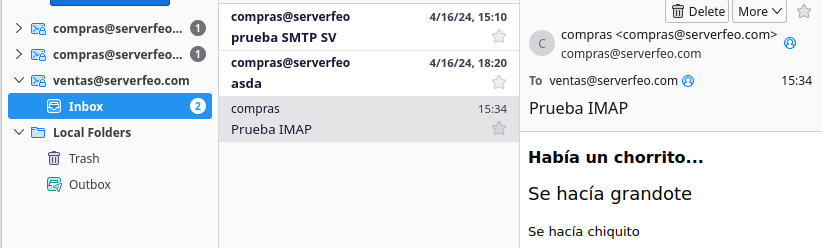 compras@serverfeo... 1
compras@serverfeo... 1
ventas@serverfeo.com
Inbox 2
Local Folders
Trash
Outbox
compras@serverfeo 4/16/24, 15:10
prueba SMTP SV
compras@serverfeo 4/16/24, 18:20
asda
compras 15:34
Prueba IMAP
Delete More
C
compras <compras@serverfeo.com>
compras@serverfeo.com
To ventas@serverfeo.com 15:34
Prueba IMAP
Había un chorrito...
Se hacía grandote
Se hacía chiquito